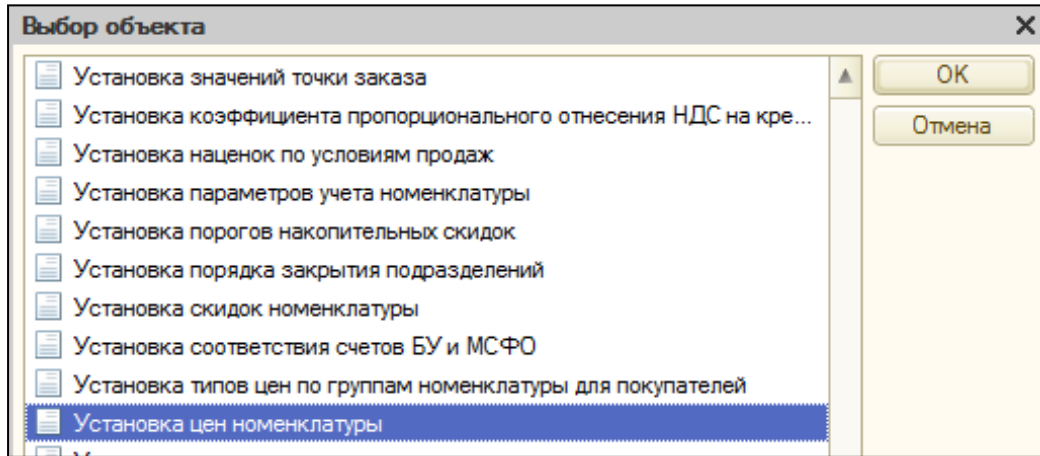 Выбор объекта
Установка значений точки заказа
Установка коэффициента пропорционального отнесения НДС на кре...
Установка наценок по условиям продаж
Установка параметров учета номенклатуры
Установка порогов накопительных скидок
Установка порядка закрытия подразделений
Установка скидок номенклатуры
Установка соответствия счетов БУ и МСФО
Установка типов цен по группам номенклатуры для покупателей
Установка цен номенклатуры
OK
Отмена